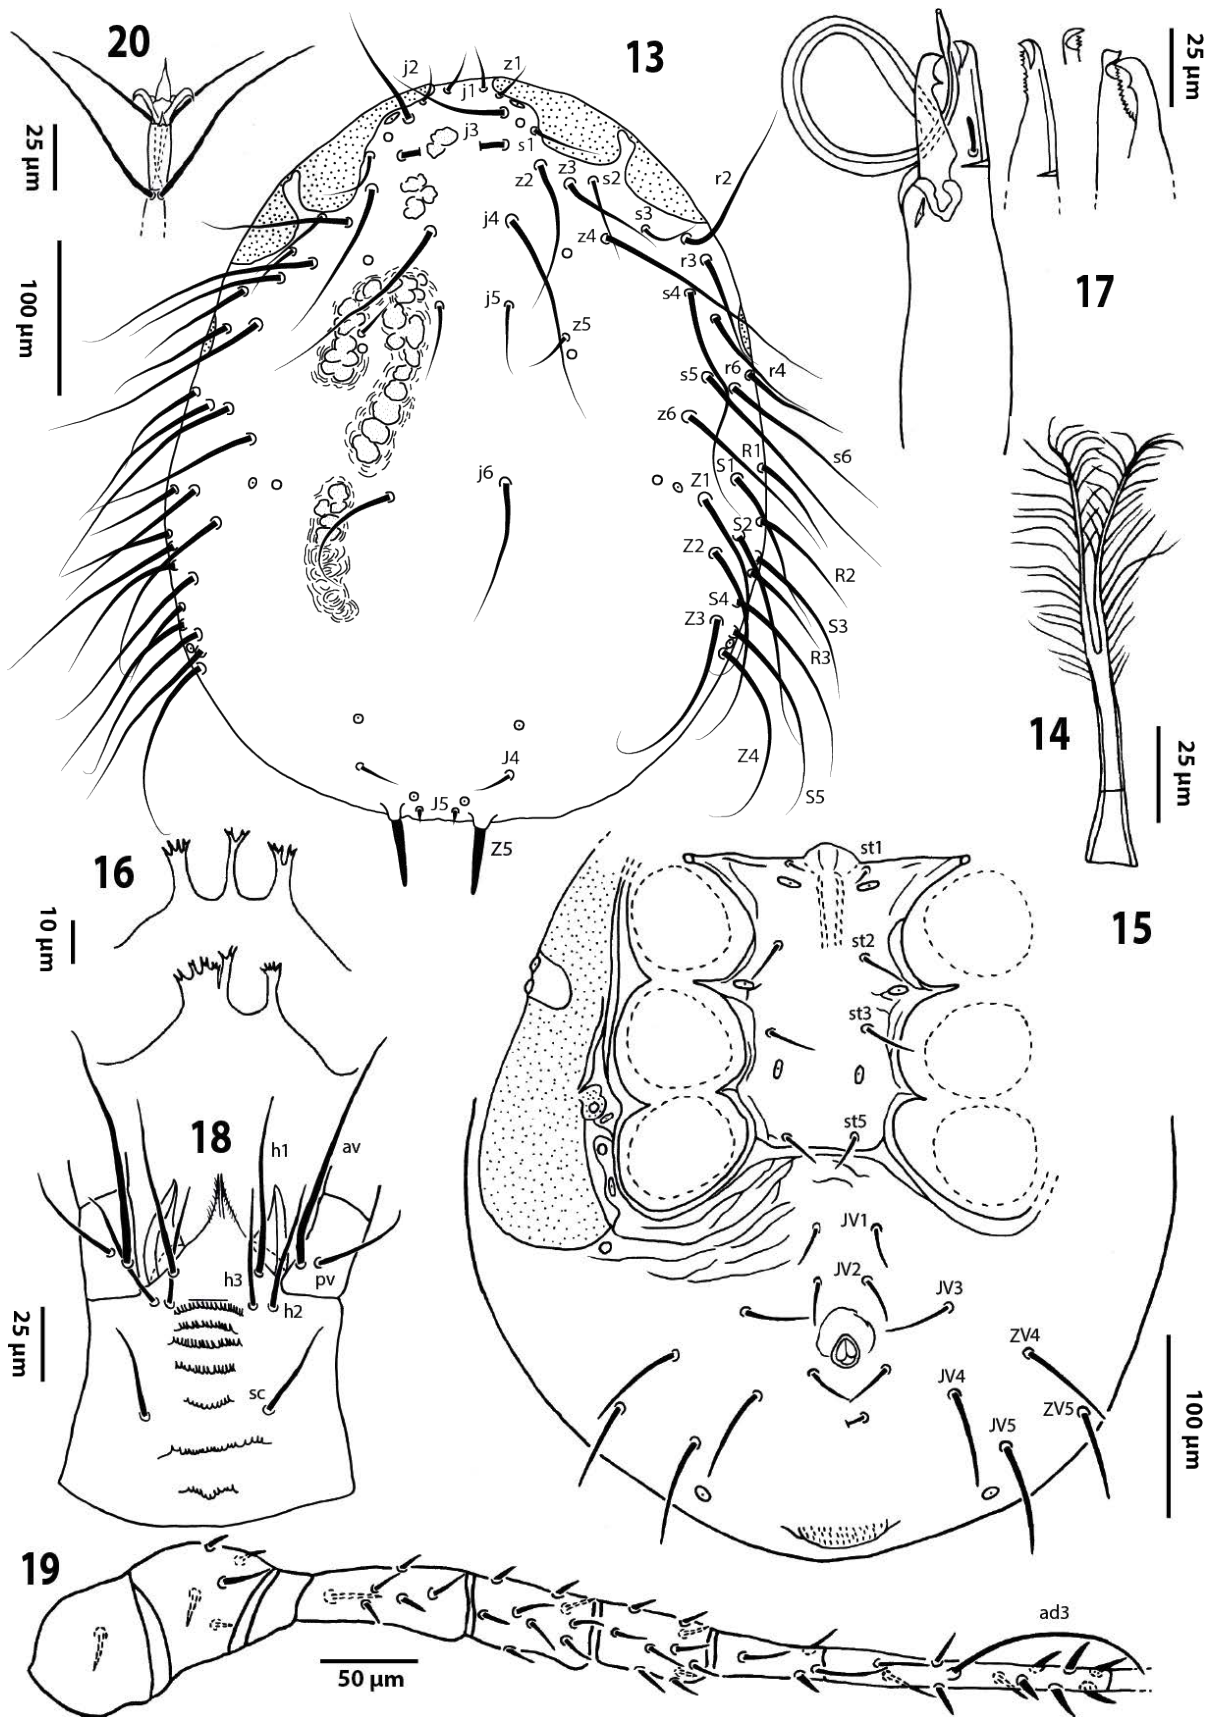 20
25 µm
100 µm
13
j2
j1
z1
j3
s1
z2
z3
s2
r2
s3
j4
z4
r3
s4
j5
z5
s5
r6
r4
z6
s6
j6
S1
R1
Z1
S2
Z2
R2
S4
Z3
S3
R3
Z4
J4
J5
S5
Z5
17
25 µm
14
25 µm
16
10 µm
15
st1
st2
st3
st5
JV1
JV2
JV3
ZV4
JV4
ZV5
JV5
100 µm
18
h1
av
h3
pv
h2
sc
25 µm
19
50 µm
ad3